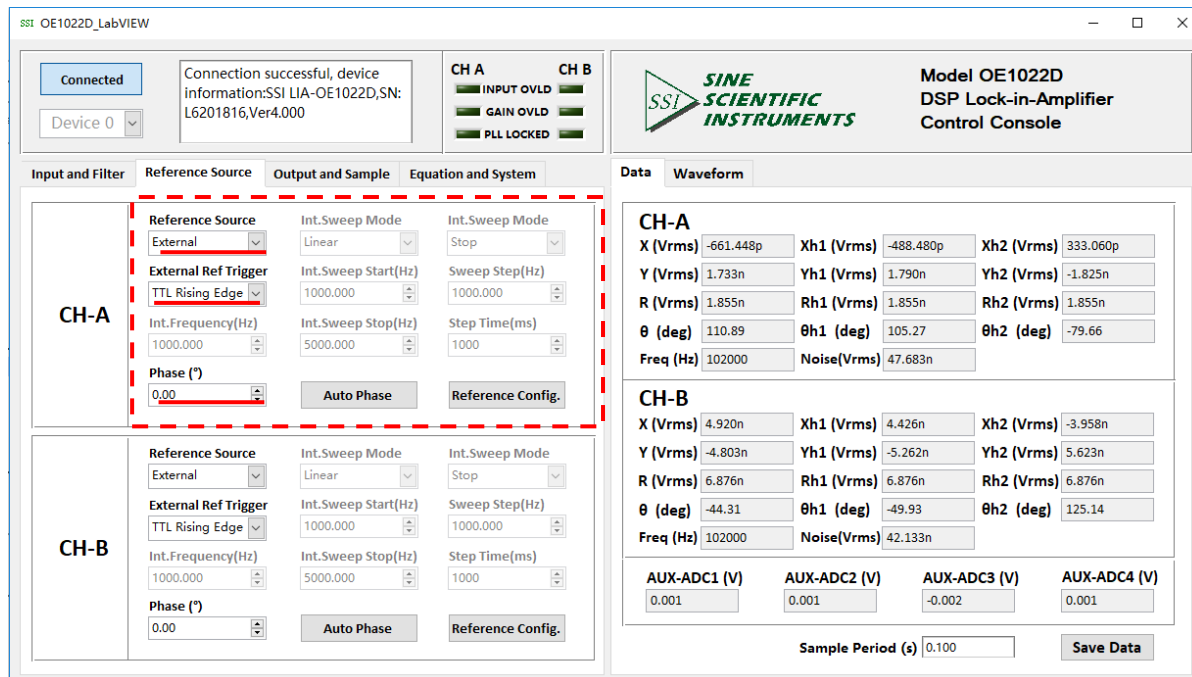 SSI OE1022D_LabVIEW
Connected
Device 0
Connection successful, device
information:SSI LIA-OE1022D,SN:
L6201816,Ver4.000
CH A CH B
INPUT OVLD
GAIN OVLD
PLL LOCKED
SSI
SINE
SCIENTIFIC
INSTRUMENTS
Model OE1022D
DSP Lock-in-Amplifier
Control Console
Input and Filter Reference Source Output and Sample Equation and System
CH-A
Reference Source Int.Sweep Mode Int.Sweep Mode
External Linear Stop
External Ref Trigger Int.Sweep Start(Hz) Sweep Step(Hz)
TTL Rising Edge 1000.000 1000.000
Int.Frequency(Hz) Int.Sweep Stop(Hz) Step Time(ms)
1000.000 5000.000 1000
Phase (°)
0.00 Auto Phase Reference Config.
CH-B
Reference Source Int.Sweep Mode Int.Sweep Mode
External Linear Stop
External Ref Trigger Int.Sweep Start(Hz) Sweep Step(Hz)
TTL Rising Edge 1000.000 1000.000
Int.Frequency(Hz) Int.Sweep Stop(Hz) Step Time(ms)
1000.000 5000.000 1000
Phase (°)
0.00 Auto Phase Reference Config.
Data Waveform
CH-A
X (Vrms) -661.448p Xh1 (Vrms) -488.480p Xh2 (Vrms) 333.060p
Y (Vrms) 1.733n Yh1 (Vrms) 1.790n Yh2 (Vrms) -1.825n
R (Vrms) 1.855n Rh1 (Vrms) 1.855n Rh2 (Vrms) 1.855n
θ (deg) 110.89 θh1 (deg) 105.27 θh2 (deg) -79.66
Freq (Hz) 102000 Noise(Vrms) 47.683n
CH-B
X (Vrms) 4.920n Xh1 (Vrms) 4.426n Xh2 (Vrms) -3.958n
Y (Vrms) -4.803n Yh1 (Vrms) -5.262n Yh2 (Vrms) 5.623n
R (Vrms) 6.876n Rh1 (Vrms) 6.876n Rh2 (Vrms) 6.876n
θ (deg) -44.31 θh1 (deg) -49.93 θh2 (deg) 125.14
Freq (Hz) 102000 Noise(Vrms) 42.133n
AUX-ADC1 (V) AUX-ADC2 (V) AUX-ADC3 (V) AUX-ADC4 (V)
0.001 0.001 -0.002 0.001
Sample Period (s) 0.100 Save Data